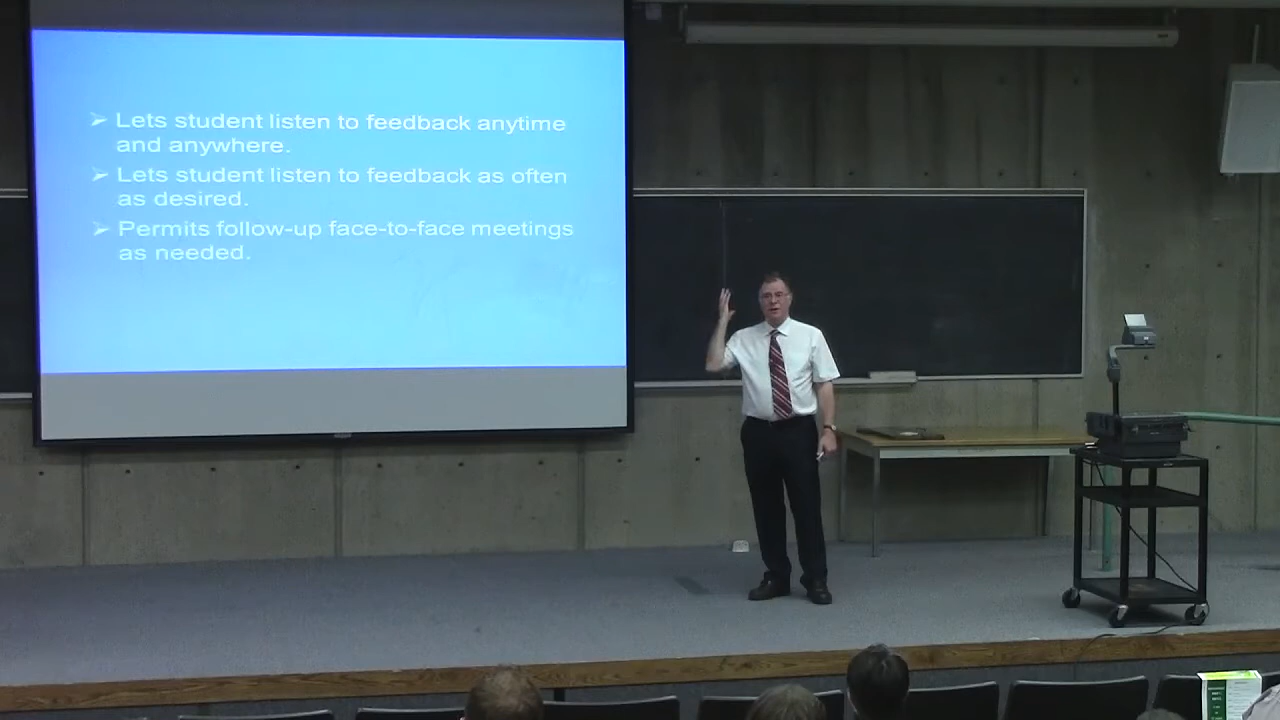 ➢ Lets student listen to feedback anytime
and anywhere.
➢ Lets student listen to feedback as often
as desired.
➢ Permits follow-up face-to-face meetings
as needed.